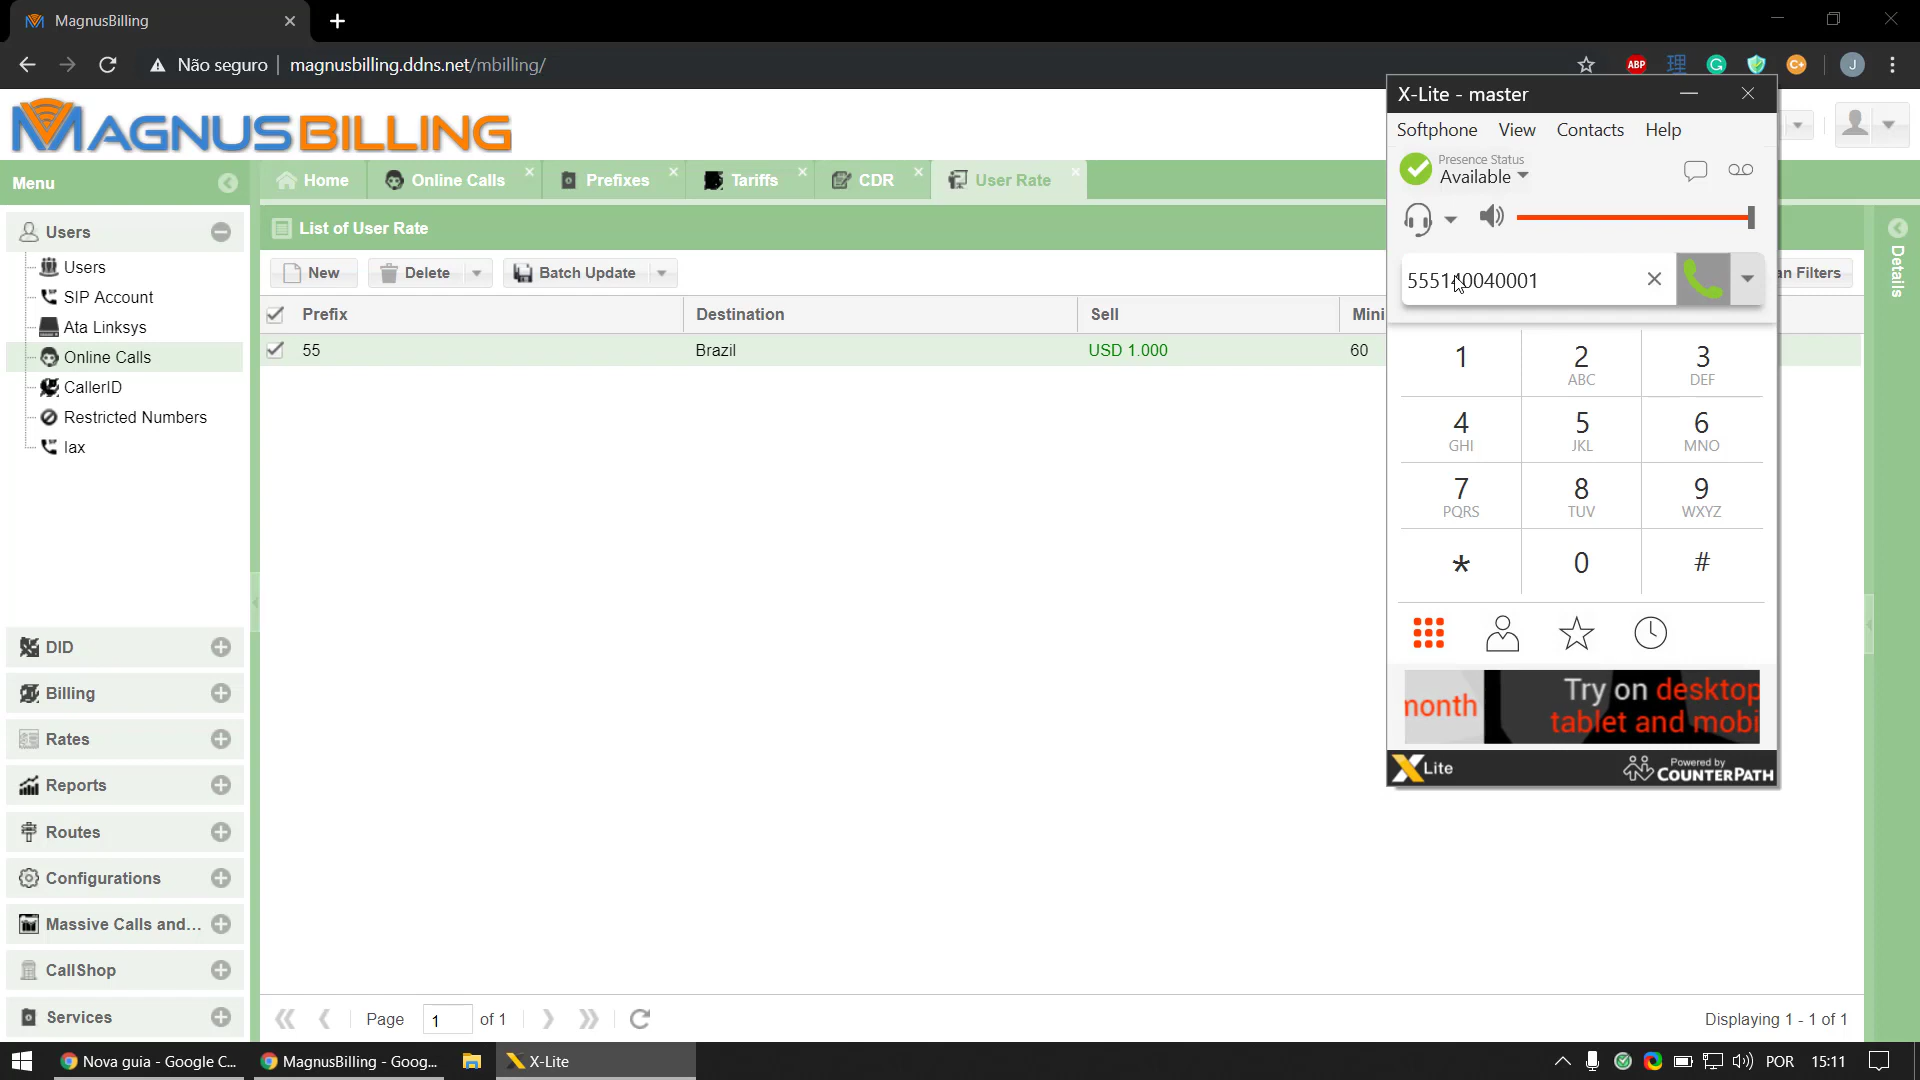 MagnusBilling
Não seguro
magnusbilling.ddns.net/mbilling/
ABP
J
MAGNUSBILLING
Menu
Home
Online Calls
Prefixes
Tariffs
CDR
User Rate
Users
List of User Rate
Users
SIP Account
Ata Linksys
Online Calls
CallerID
Restricted Numbers
Iax
New
Delete
Batch Update
an Filters
Details
Prefix
Destination
Sell
Mini
55
Brazil
USD 1.000
60
DID
Billing
Rates
Reports
Routes
Configurations
Massive Calls and...
CallShop
Services
Page
1
of 1
Displaying 1 - 1 of 1
X-Lite - master
Softphone
View
Contacts
Help
Presence Status
Available
1
2
ABC
3
DEF
4
GHI
5
JKL
6
MNO
7
PQRS
8
TUV
9
WXYZ
*
0
#
month
Try on desktop
tablet and mobi
X Lite
Powered by
COUNTERPATH
Nova guia - Google C...
MagnusBilling - Goog...
X-Lite
POR
15:11